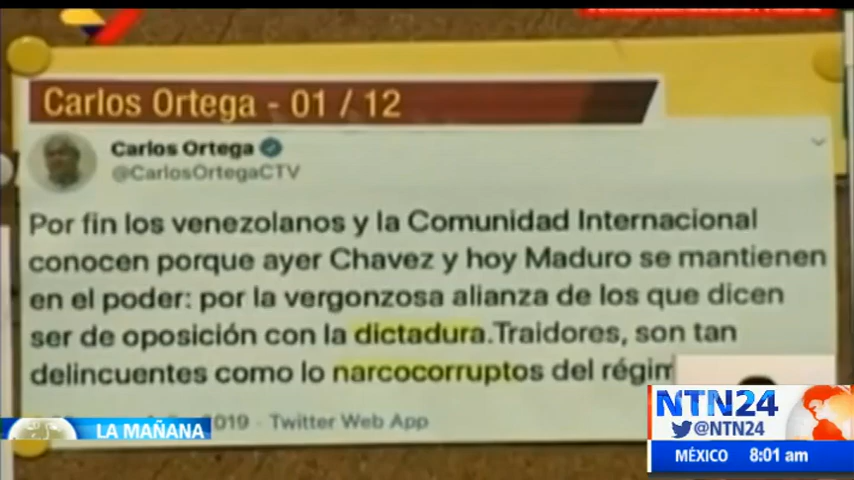 Carlos Ortega - 01 / 12
Carlos Ortega
@CarlosOrtegaCTV
Por fin los venezolanos y la Comunidad Internacional
conocen porque ayer Chavez y hoy Maduro se mantienen
en el poder: por la vergonzosa alianza de los que dicen
ser de oposición con la dictadura.Traidores, son tan
delincuentes como lo narcocorruptos del régim
2019 · Twitter Web App
LA MAÑANA
NTN24
@NTN24
MÉXICO 8:01 am